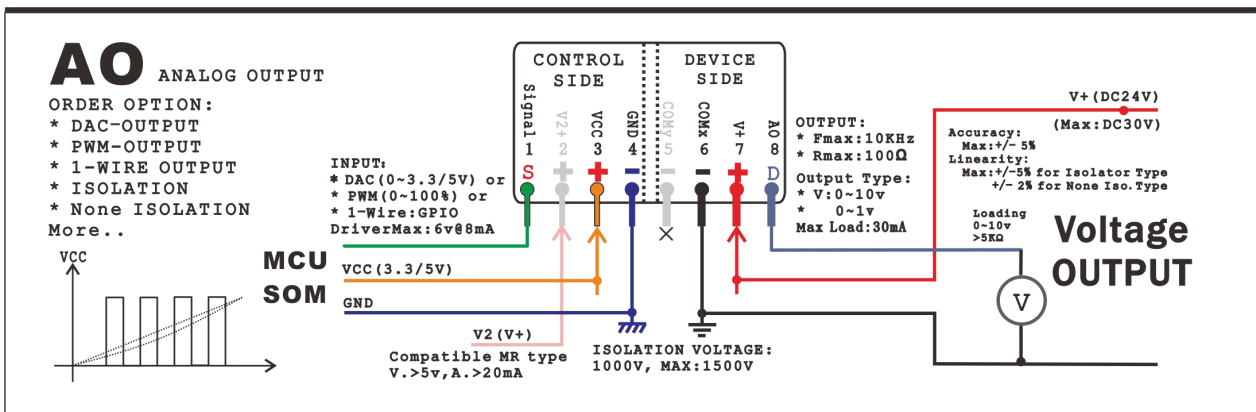 AO ANALOG OUTPUT
ORDER OPTION:
* DAC-OUTPUT
* PWM-OUTPUT
* 1-WIRE OUTPUT
* ISOLATION
* None ISOLATION
More..
VCC
INPUT:
* DAC(0~3.3/5V) or
* PWM(0~100%) or
* 1-Wire:GPIO
DriverMax:6v@8mA
MCU
SOM
VCC(3.3/5V)
GND
V2(V+)
Compatible MR type
V.>5v,A.>20mA
CONTROL
SIDE
DEVICE
SIDE
Signal 1
V2+ 2
VCC 3
GND 4
COMy 5
COMx 6
V+ 7
AO 8
S
D
ISOLATION VOLTAGE:
1000V, MAX:1500V
OUTPUT:
* Fmax:10KHz
* Rmax:100Ω
Output Type:
* V:0~10v
* 0~1v
Max Load:30mA
V+(DC24V)
(Max:DC30V)
Accuracy:
Max:+/- 5%
Linearity:
Max:+/-5% for Isolator Type
+/- 2% for None Iso. Type
Loading
0~10v
>5KΩ
Voltage
OUTPUT
V